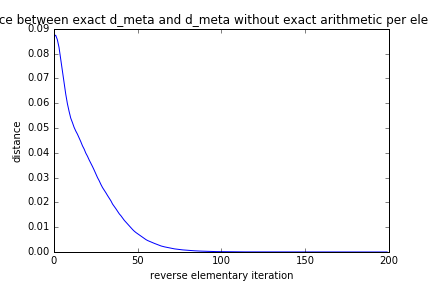 ce between exact d_meta and d_meta without exact arithmetic per ele
0.09
0.08
0.07
0.06
0.05
0.04
0.03
0.02
0.01
0.00
distance
0 50 100 150 200
reverse elementary iteration